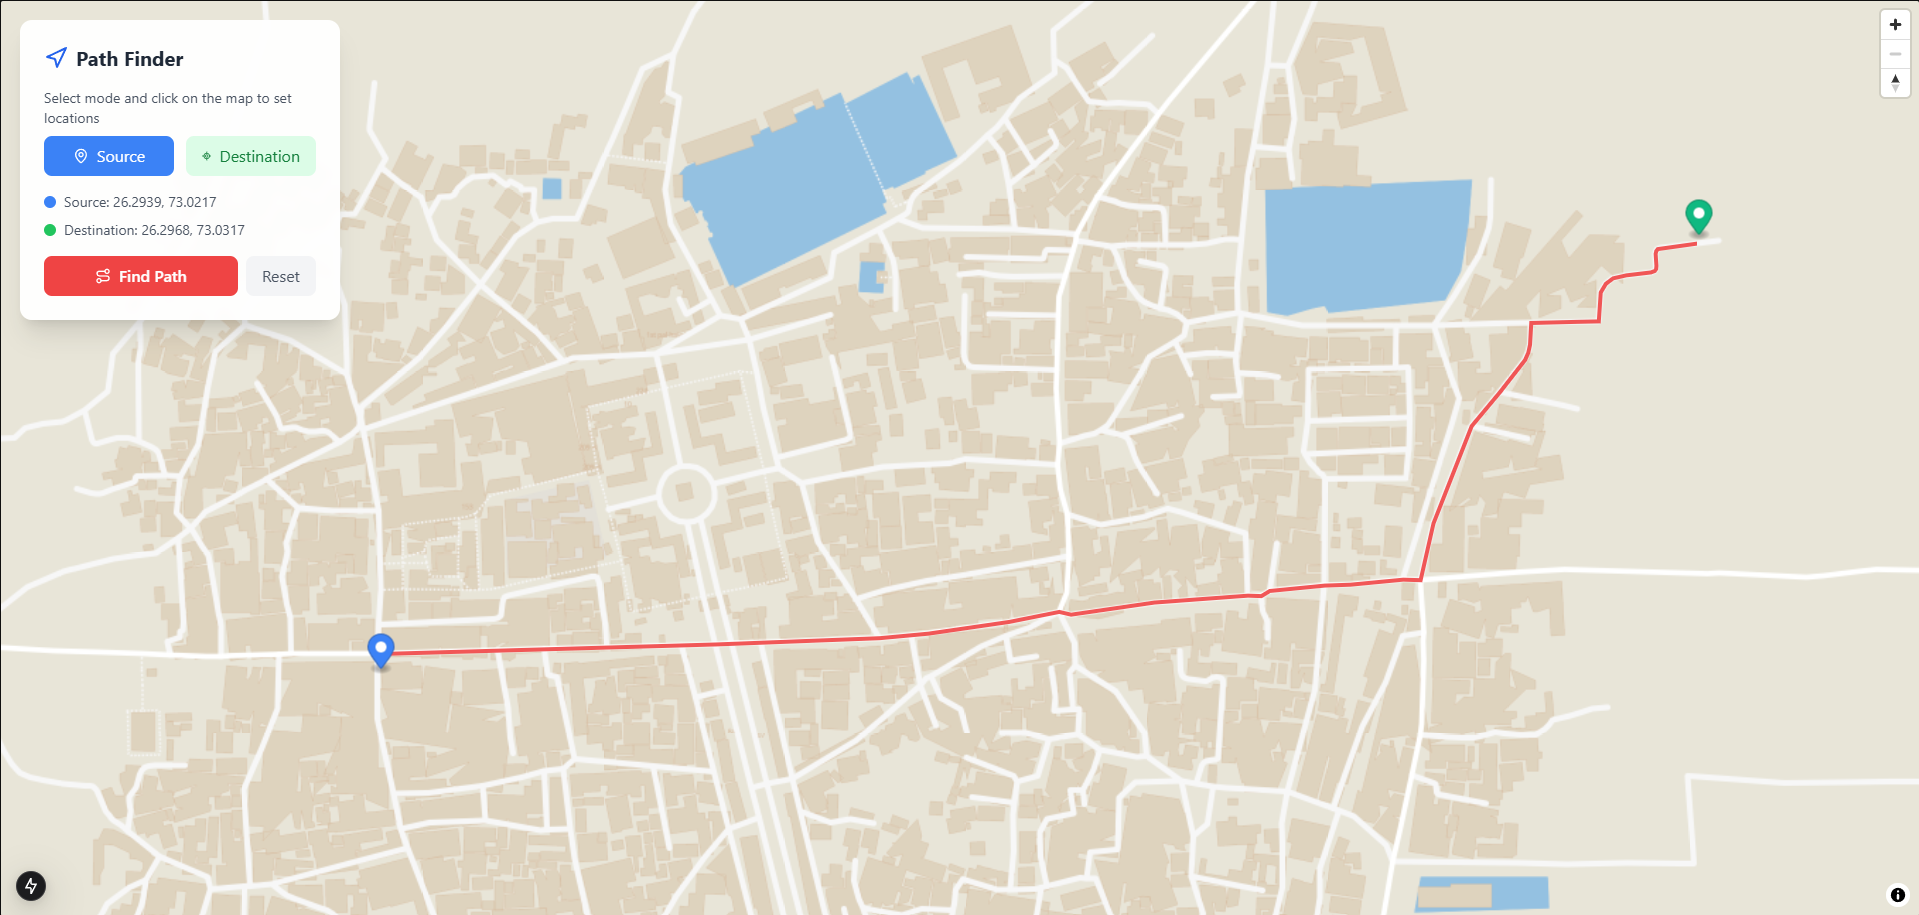 Path Finder
Select mode and click on the map to set
locations
Source
Destination
Source: 26.2939, 73.0217
Destination: 26.2968, 73.0317
Find Path
Reset